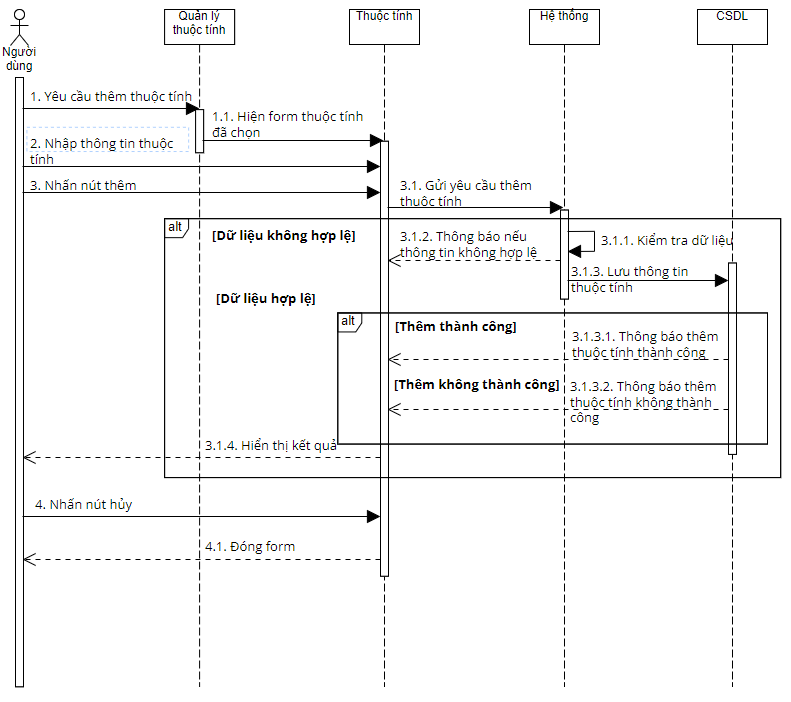 Quản lý
thuộc tính
Thuộc tính
Hệ thống
CSDL
Người
dùng
1. Yêu cầu thêm thuộc tính
1.1. Hiện form thuộc tính
đã chọn
2. Nhập thông tin thuộc
tính
3. Nhấn nút thêm
3.1. Gửi yêu cầu thêm
thuộc tính
alt
[Dữ liệu không hợp lệ]
3.1.2. Thông báo nếu
thông tin không hợp lệ
3.1.1. Kiểm tra dữ liệu
3.1.3. Lưu thông tin
thuộc tính
[Dữ liệu hợp lệ]
alt
[Thêm thành công]
3.1.3.1. Thông báo thêm
thuộc tính thành công
[Thêm không thành công]
3.1.3.2. Thông báo thêm
thuộc tính không thành
công
3.1.4. Hiển thị kết quả
4. Nhấn nút hủy
4.1. Đóng form